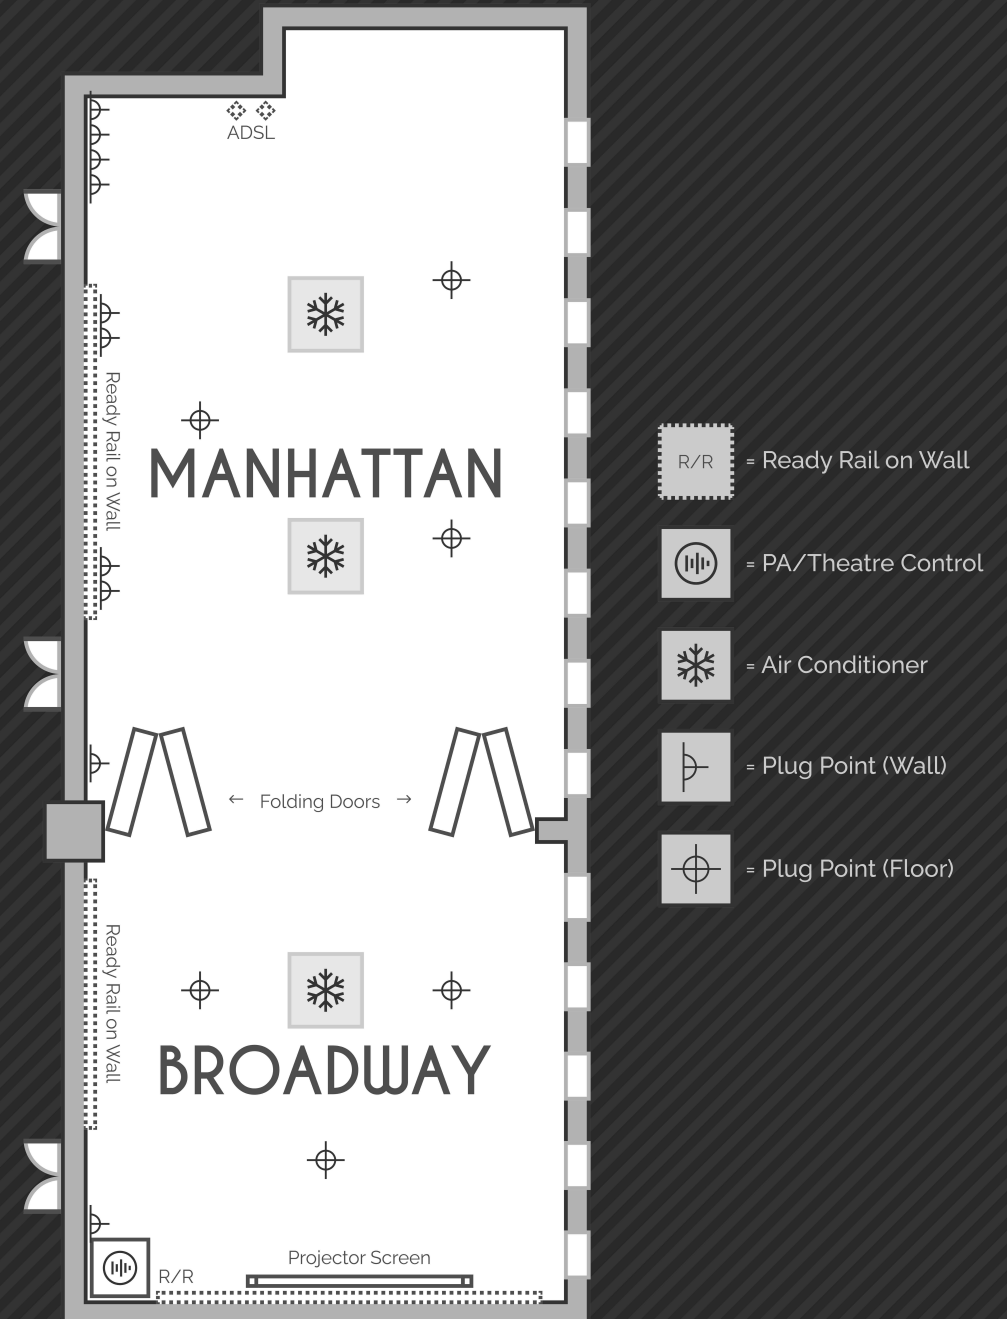 ADSL
Ready Rail on Wall
MANHATTAN
← Folding Doors →
Ready Rail on Wall
BROADWAY
Projector Screen
R/R
R/R = Ready Rail on Wall
= PA/Theatre Control
= Air Conditioner
= Plug Point (Wall)
= Plug Point (Floor)